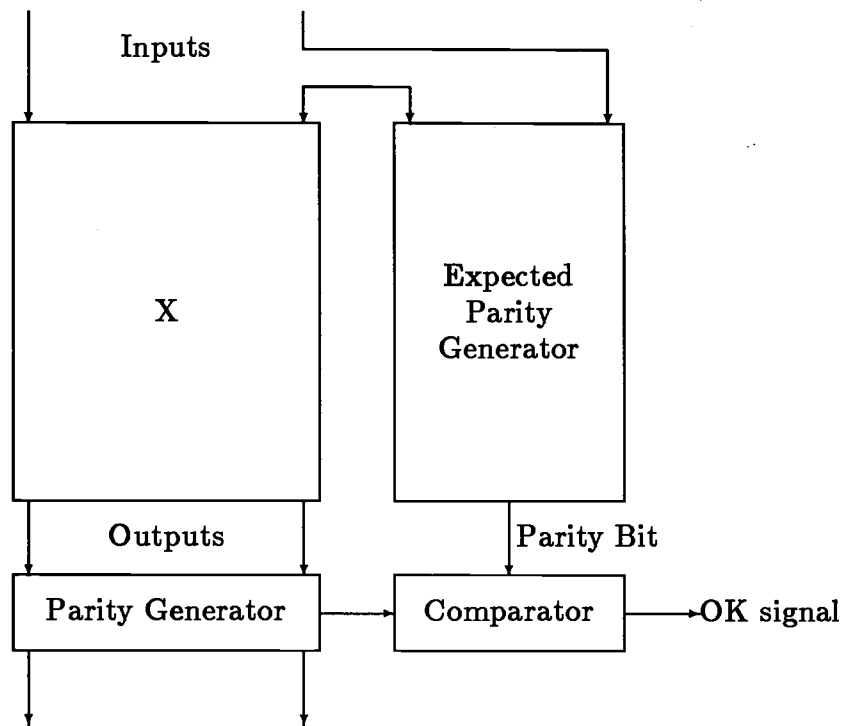 Inputs
X
Expected
Parity
Generator
Outputs
Parity Bit
Parity Generator
Comparator
OK signal